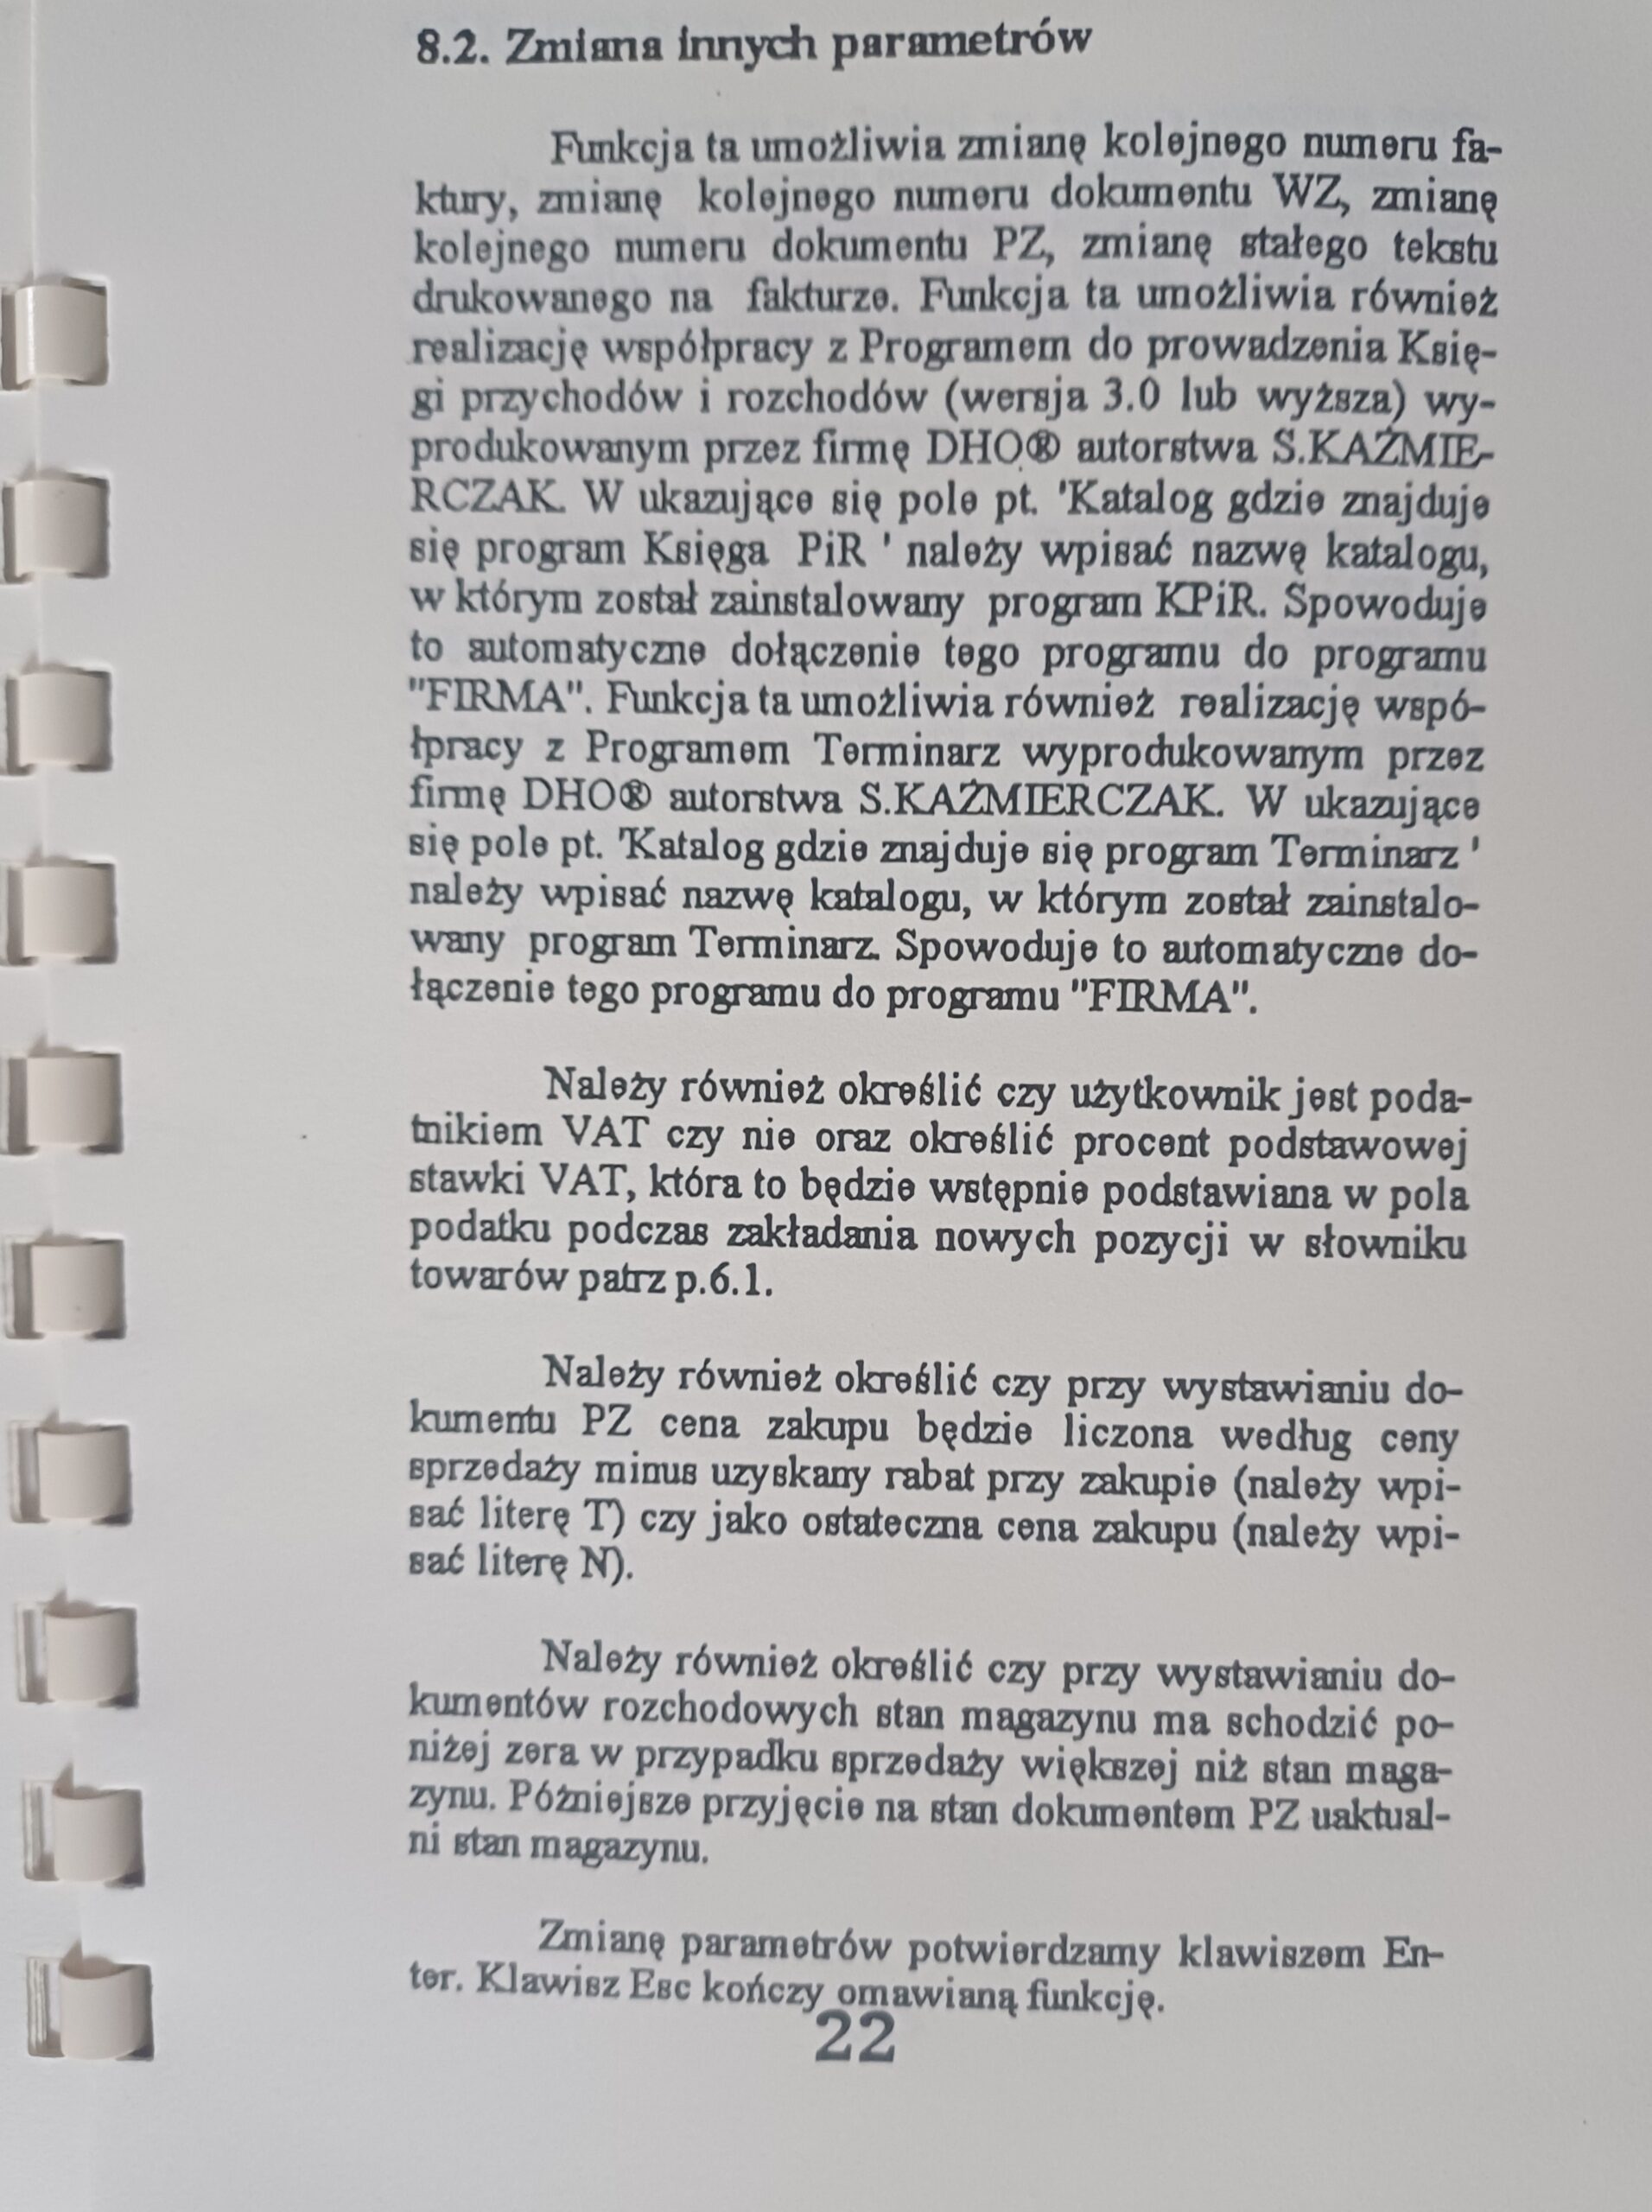 8.2. Zmiana innych parametrów
Funkcja ta umożliwia zmianę kolejnego numeru fa-
ktury, zmianę kolejnego numeru dokumentu WZ, zmianę
kolejnego numeru dokumentu PZ, zmianę stałego tekstu
drukowanego na fakturze. Funkcja ta umożliwia również
realizację współpracy z Programem do prowadzenia Księ-
gi przychodów i rozchodów (wersja 3.0 lub wyższa) wy-
produkowanym przez firmę DHO® autorstwa S.KAŹMIE-
RCZAK. W ukazujące się pole pt. 'Katalog gdzie znajduje
się program Księga PiR ' należy wpisać nazwę katalogu,
w którym został zainstalowany program KPiR. Spowoduje
to automatyczne dołączenie tego programu do programu
"FIRMA". Funkcja ta umożliwia również realizację wspó-
łpracy z Programem Terminarz wyprodukowanym przez
firmę DHO® autorstwa S.KAŹMIERCZAK. W ukazujące
się pole pt. 'Katalog gdzie znajduje się program Terminarz '
należy wpisać nazwę katalogu, w którym został zainstalo-
wany program Terminarz. Spowoduje to automatyczne do-
łączenie tego programu do programu "FIRMA".
Należy również określić czy użytkownik jest poda-
tnikiem VAT czy nie oraz określić procent podstawowej
stawki VAT, która to będzie wstępnie podstawiana w pola
podatku podczas zakładania nowych pozycji w słowniku
towarów patrz p.6.1.
Należy również określić czy przy wystawianiu do-
kumentu PZ cena zakupu będzie liczona według ceny
sprzedaży minus uzyskany rabat przy zakupie (należy wpi-
sać literę T) czy jako ostateczna cena zakupu (należy wpi-
sać literę N).
Należy również określić czy przy wystawianiu do-
kumentów rozchodowych stan magazynu ma schodzić po-
niżej zera w przypadku sprzedaży większej niż stan maga-
zynu. Późniejsze przyjęcie na stan dokumentem PZ uaktual-
ni stan magazynu.
Zmianę parametrów potwierdzamy klawiszem En-
ter. Klawisz Esc kończy omawianą funkcję.
22